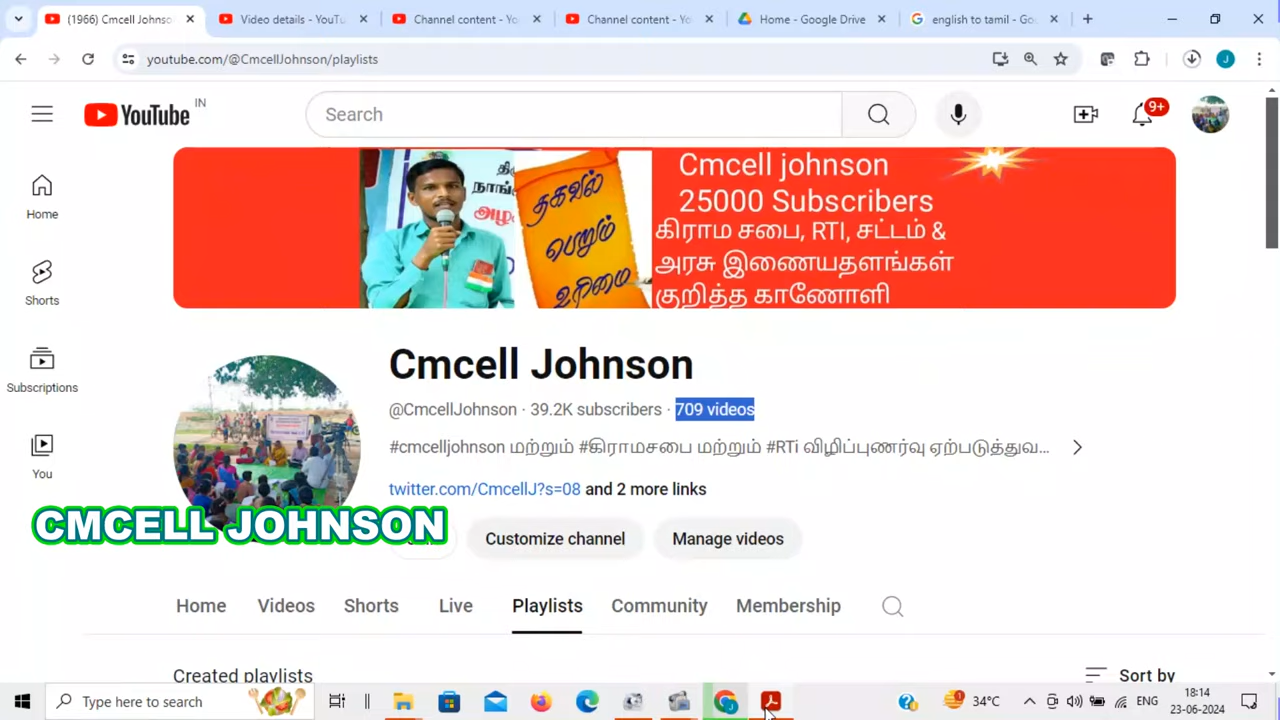 (1966) Cmcell Johnso
Video details - YouTu
Channel content - Yo
Channel content - Yo
Home - Google Drive
english to tamil - Go
youtube.com/@CmcellJohnson/playlists
J
YouTube IN
Search
9+
Home
Shorts
Subscriptions
You
நாங்
அழ
தகவல்
பெறும்
உரிமை
Cmcell johnson
25000 Subscribers
கிராம சபை, RTI, சட்டம் &
அரசு இணையதளங்கள்
குறித்த காணோளி
Cmcell Johnson
@CmcellJohnson · 39.2K subscribers · 709 videos
#cmcelljohnson மற்றும் #கிராமசபை மற்றும் #RTi விழிப்புணர்வு ஏற்படுத்துவ...
twitter.com/CmcellJ?s=08 and 2 more links
CMCELL JOHNSON
Customize channel
Manage videos
Home Videos Shorts Live Playlists Community Membership
Created playlists
Sort by
Type here to search
34°C
ENG
18:14
23-06-2024